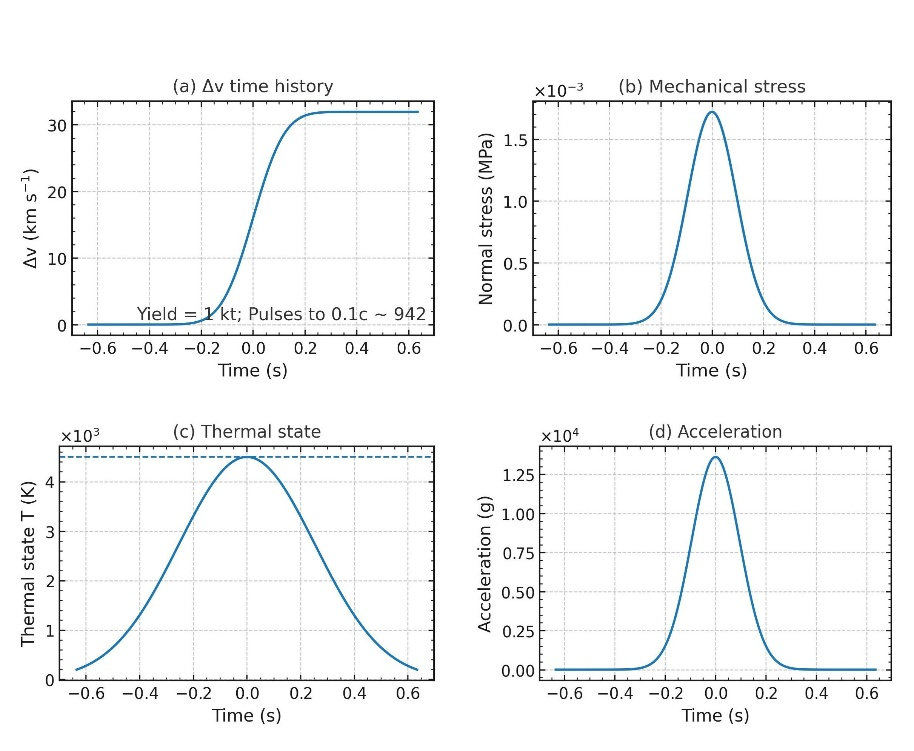 (a) Δv time history
Δv (km s⁻¹)
30
20
10
0
Yield = 1 kt; Pulses to 0.1c ~ 942
−0.6 −0.4 −0.2 0.0 0.2 0.4 0.6
Time (s)
×10⁻³ (b) Mechanical stress
Normal stress (MPa)
1.5
1.0
0.5
0.0
−0.6 −0.4 −0.2 0.0 0.2 0.4 0.6
Time (s)
×10³ (c) Thermal state
Thermal state T (K)
4
3
2
1
0
−0.6 −0.4 −0.2 0.0 0.2 0.4 0.6
Time (s)
×10⁴ (d) Acceleration
Acceleration (g)
1.25
1.00
0.75
0.50
0.25
0.00
−0.6 −0.4 −0.2 0.0 0.2 0.4 0.6
Time (s)